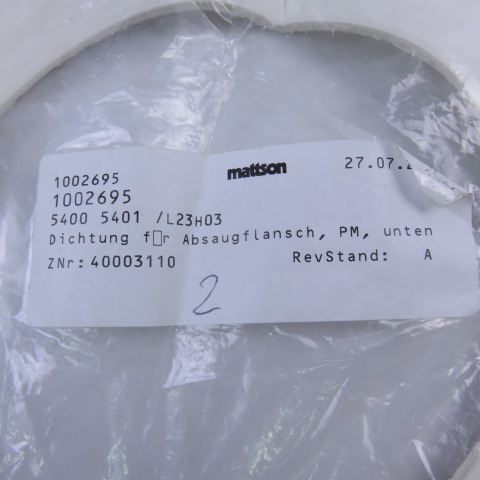 mattson 27.07.2
1002695
1002695
5400 5401 /L23H03
Dichtung f□r Absaugflansch, PM, unten
ZNr: 40003110 RevStand: A
2